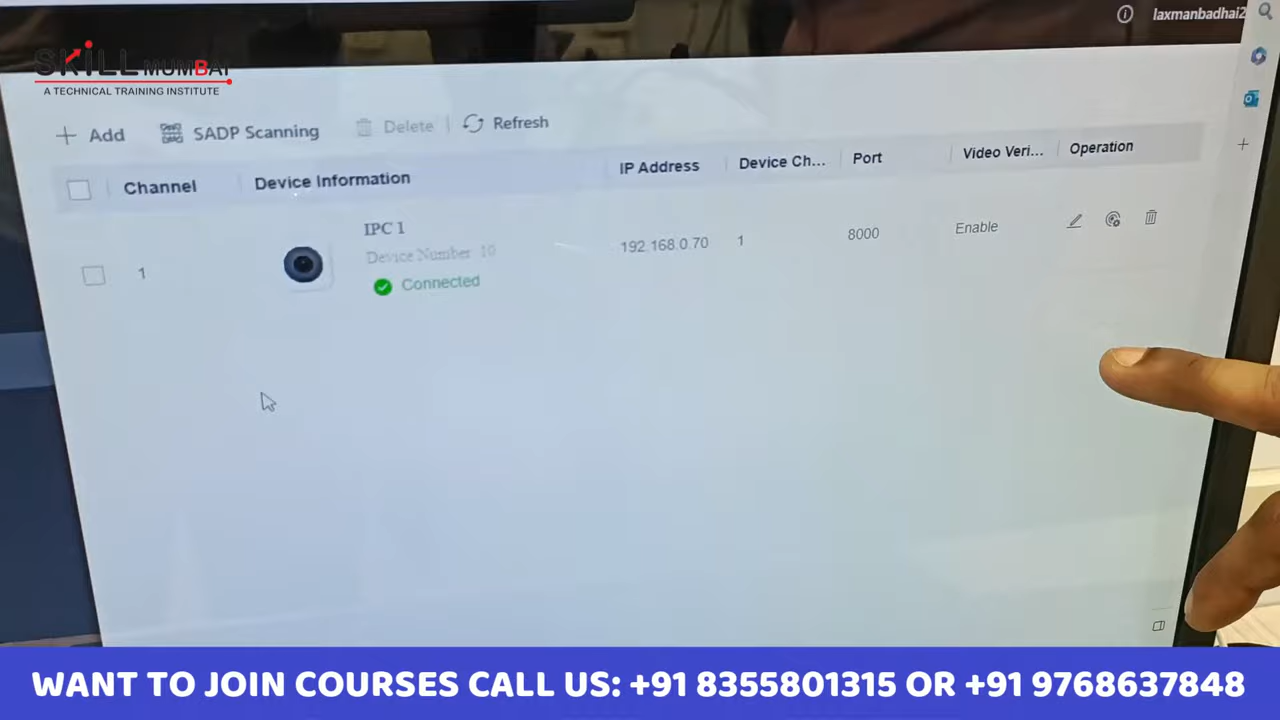 laxmanbadhai2
SKILL MUMBAI
A TECHNICAL TRAINING INSTITUTE
Add SADP Scanning Delete Refresh
Channel Device Information IP Address Device Ch... Port Video Veri... Operation
IPC 1
1 Device Number 10 192.168.0.70 1 8000 Enable
Connected
WANT TO JOIN COURSES CALL US: +91 8355801315 OR +91 9768637848